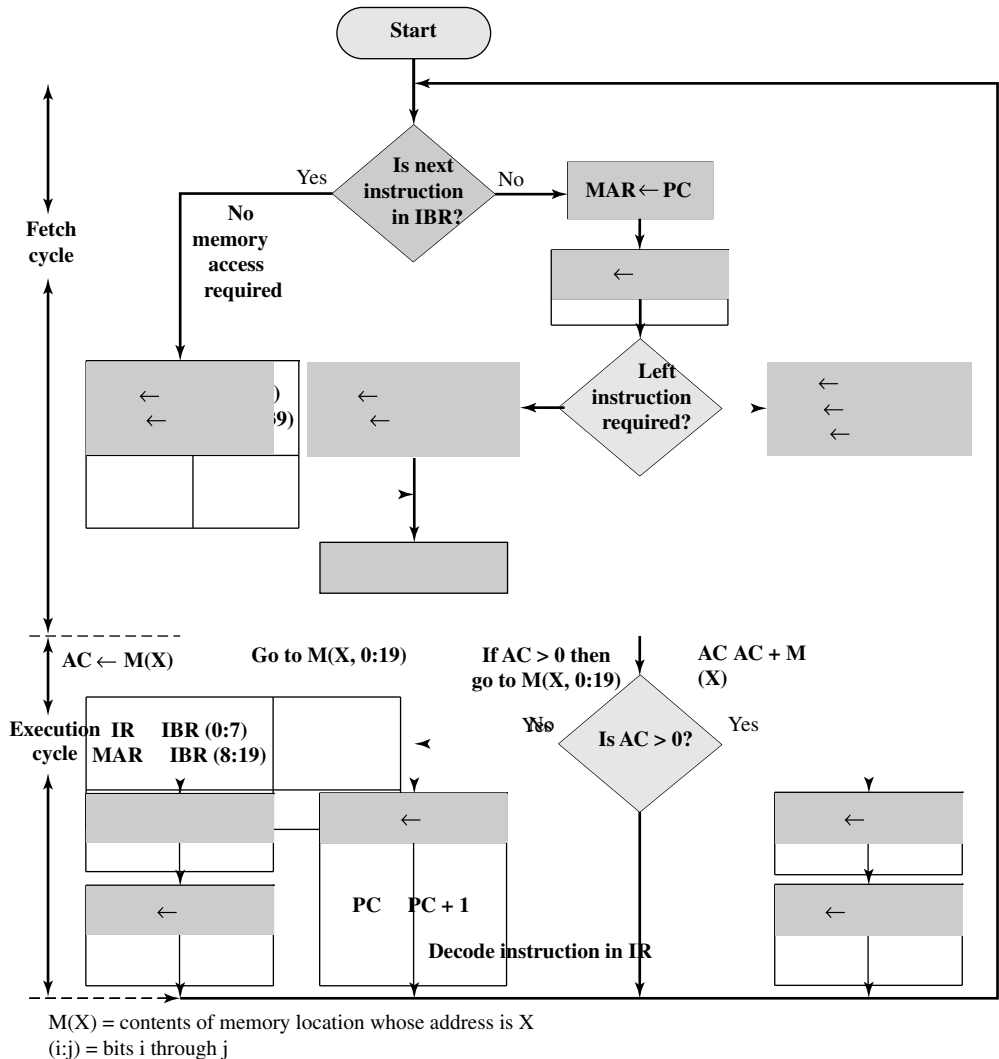 Start
Is next
instruction
in IBR?
Yes
No
MAR ← PC
No
memory
access
required
Fetch
cycle
←
Left
instruction
required?
←
←
)
39)
←
←
←
←
←
AC ← M(X)
Go to M(X, 0:19)
If AC > 0 then
go to M(X, 0:19)
AC AC + M
(X)
Execution
cycle
IR IBR (0:7)
MAR IBR (8:19)
Yes
No
Is AC > 0?
Yes
←
←
←
←
PC PC + 1
Decode instruction in IR
M(X) = contents of memory location whose address is X
(i:j) = bits i through j